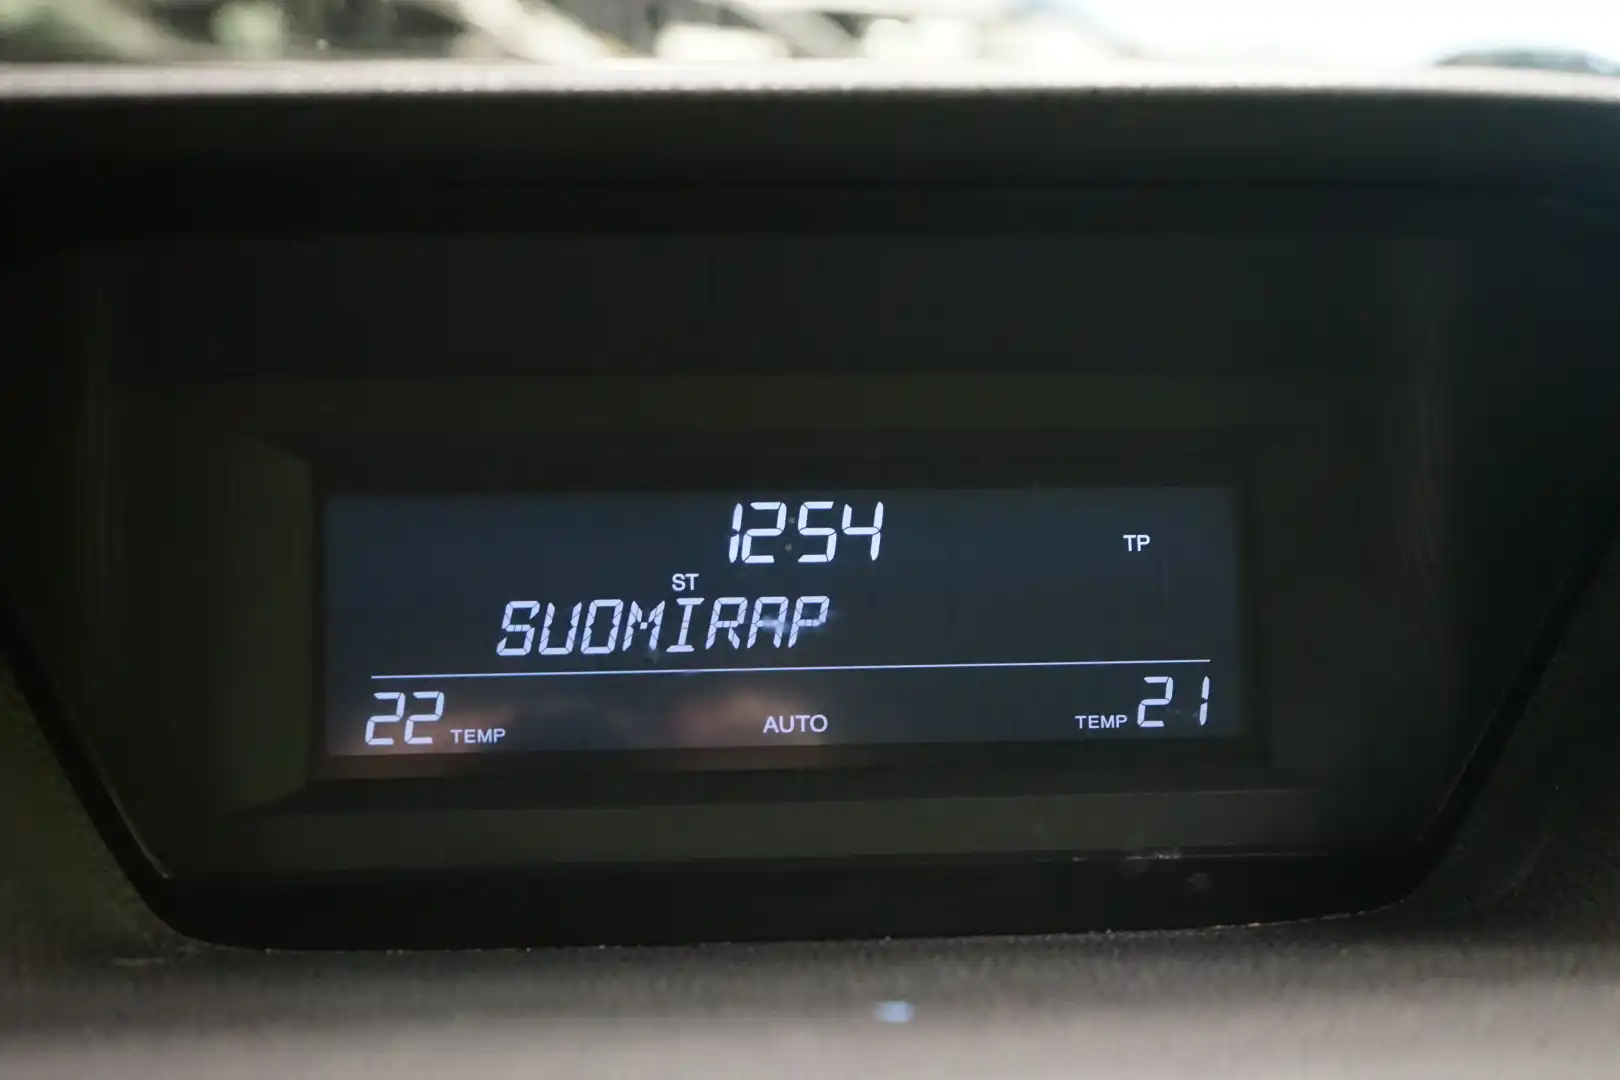 12:54
TP
ST
SUOMIRAP
22 TEMP AUTO TEMP 21